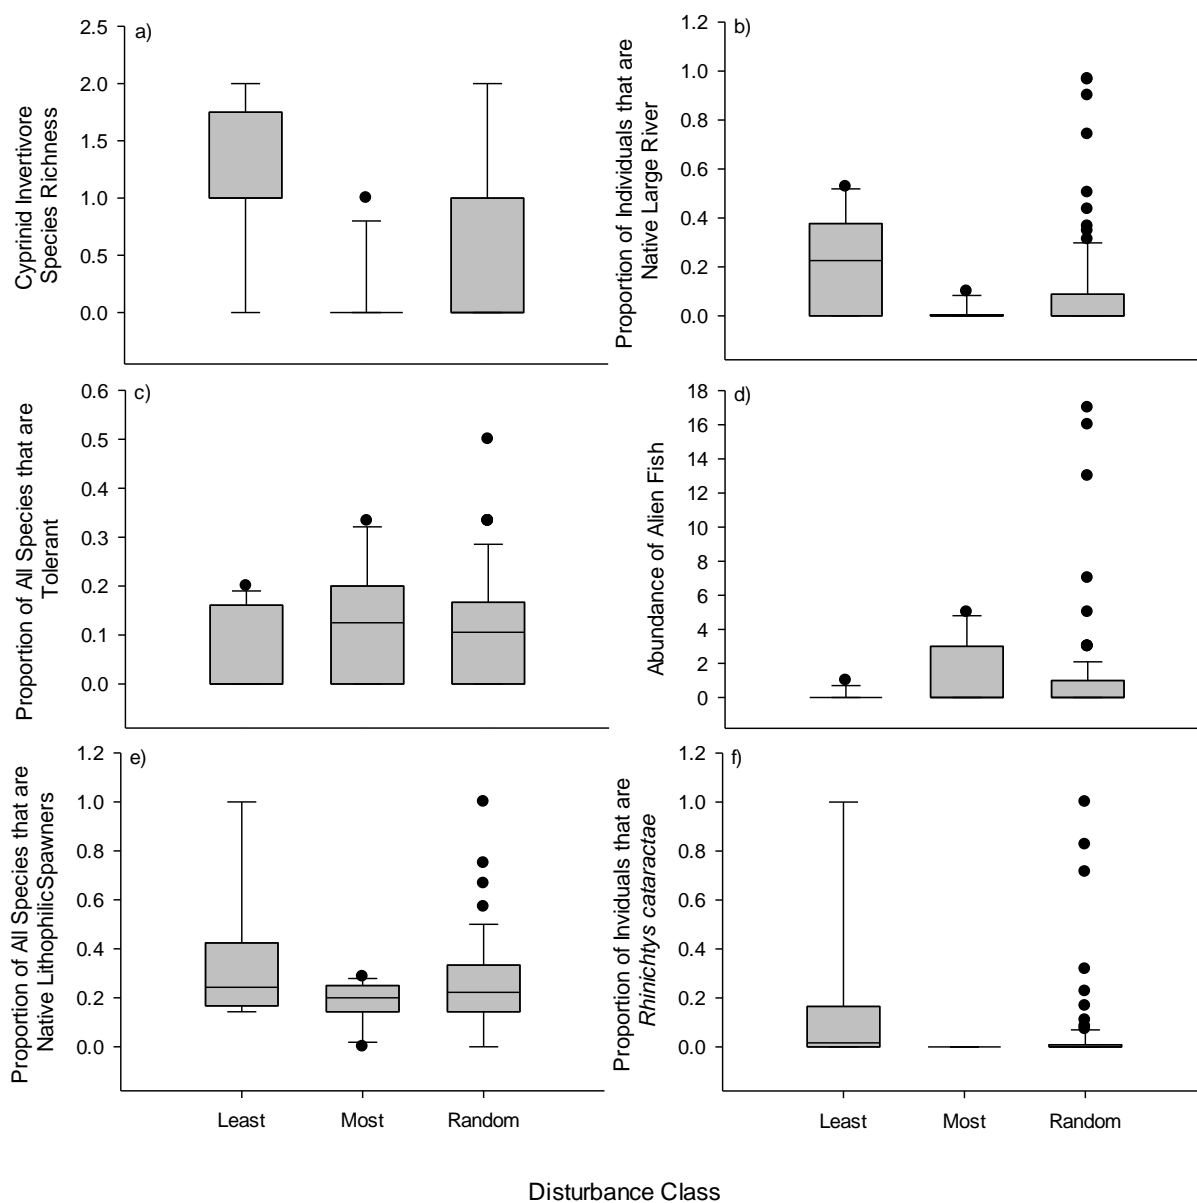 a)
2.5
2.0
1.5
1.0
0.5
0.0
Cyprinid Invertivore
Species Richness
b)
1.2
1.0
0.8
0.6
0.4
0.2
0.0
Proportion of Individuals that are
Native Large River
c)
0.6
0.5
0.4
0.3
0.2
0.1
0.0
Proportion of All Species that are
Tolerant
d)
18
16
14
12
10
8
6
4
2
0
Abundance of Alien Fish
e)
1.2
1.0
0.8
0.6
0.4
0.2
0.0
Proportion of All Species that are
Native LithophilicSpawners
Least
Most
Random
f)
1.2
1.0
0.8
0.6
0.4
0.2
0.0
Proportion of Inviduals that are
Rhinichtys cataractae
Least
Most
Random
Disturbance Class